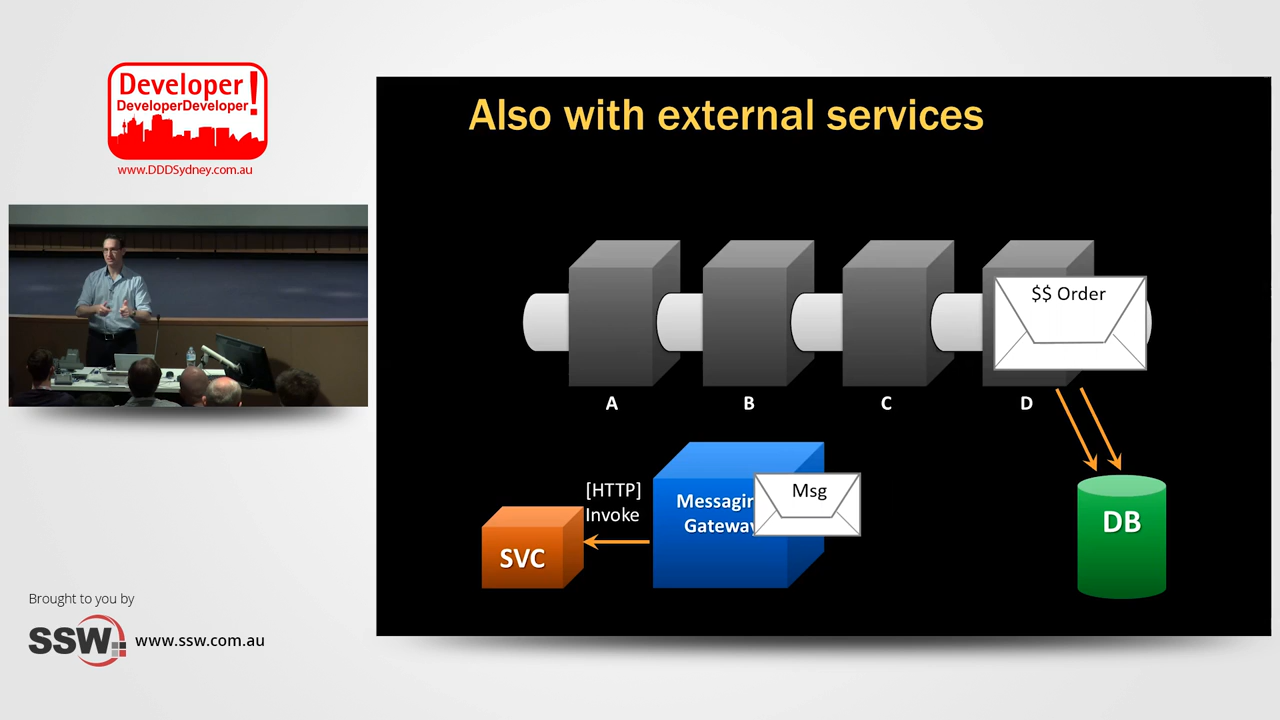 Developer!
DeveloperDeveloper
www.DDDSydney.com.au
Also with external services
$$ Order
A
B
C
D
[HTTP]
Invoke
SVC
Messagin
Gateway
Msg
DB
Brought to you by
SSW
www.ssw.com.au